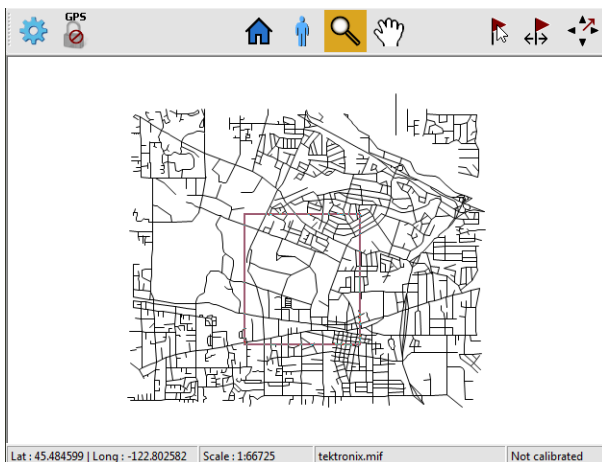 GPS
Lat : 45.484599 | Long : -122.802582 Scale : 1:66725 tektronix.mif Not calibrated